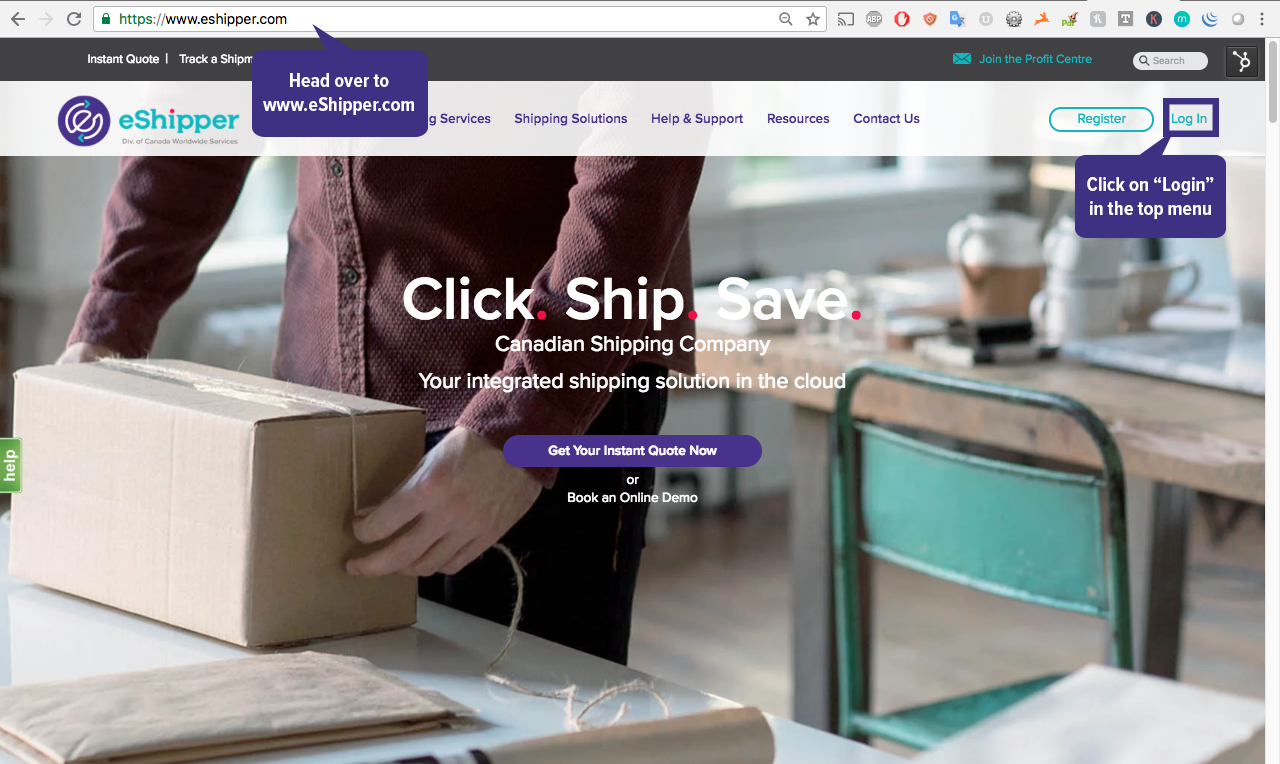 https://www.eshipper.com
ABP
Instant Quote | Track a Shipm
Join the Profit Centre
Search
Head over to
www.eShipper.com
eShipper
Div. of Canada Worldwide Services
g Services
Shipping Solutions
Help & Support
Resources
Contact Us
Register
Log In
Click on “Login”
in the top menu
Click. Ship. Save.
Canadian Shipping Company
Your integrated shipping solution in the cloud
Get Your Instant Quote Now
or
Book an Online Demo
help